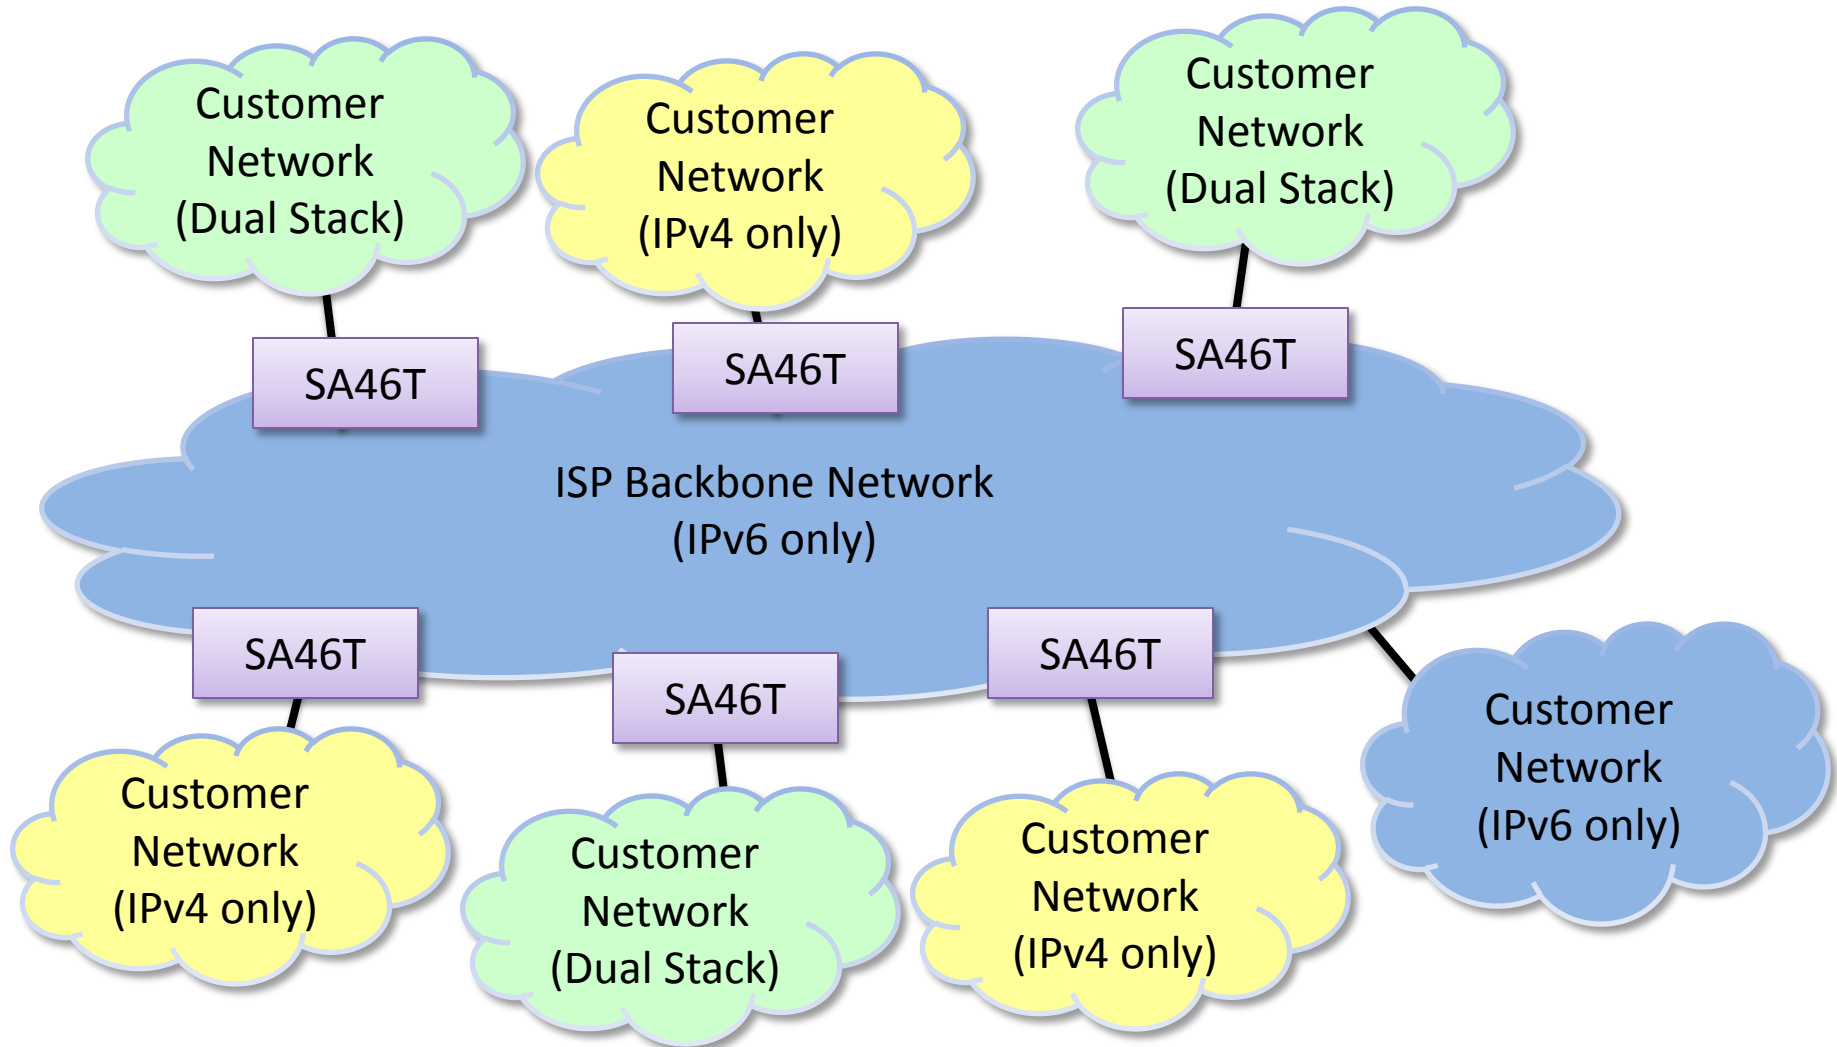 Customer
Network
(Dual Stack)
Customer
Network
(IPv4 only)
Customer
Network
(Dual Stack)
SA46T
SA46T
SA46T
ISP Backbone Network
(IPv6 only)
SA46T
SA46T
SA46T
Customer
Network
(IPv4 only)
Customer
Network
(Dual Stack)
Customer
Network
(IPv4 only)
Customer
Network
(IPv6 only)